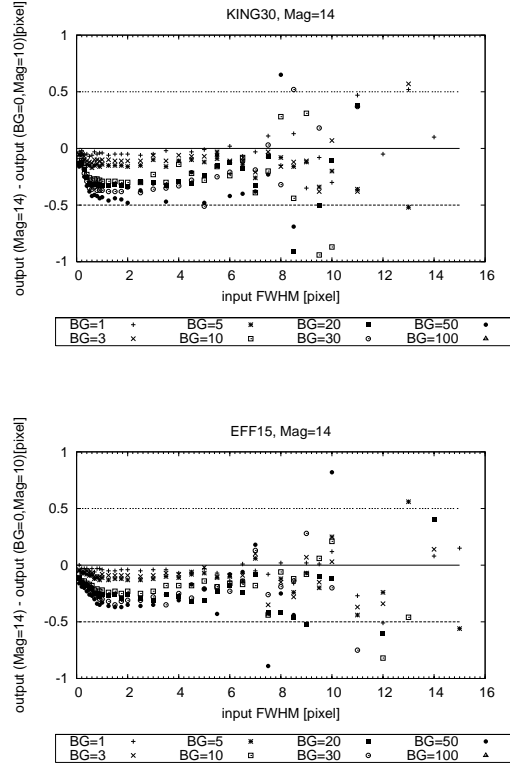 KING30, Mag=14
output (Mag=14) - output (BG=0,Mag=10)[pixel]
1
0.5
0
-0.5
-1
0 2 4 6 8 10 12 14 16
input FWHM [pixel]
BG=1 BG=5 BG=20 BG=50
BG=3 BG=10 BG=30 BG=100
EFF15, Mag=14
output (Mag=14) - output (BG=0,Mag=10)[pixel]
1
0.5
0
-0.5
-1
0 2 4 6 8 10 12 14 16
input FWHM [pixel]
BG=1 BG=5 BG=20 BG=50
BG=3 BG=10 BG=30 BG=100